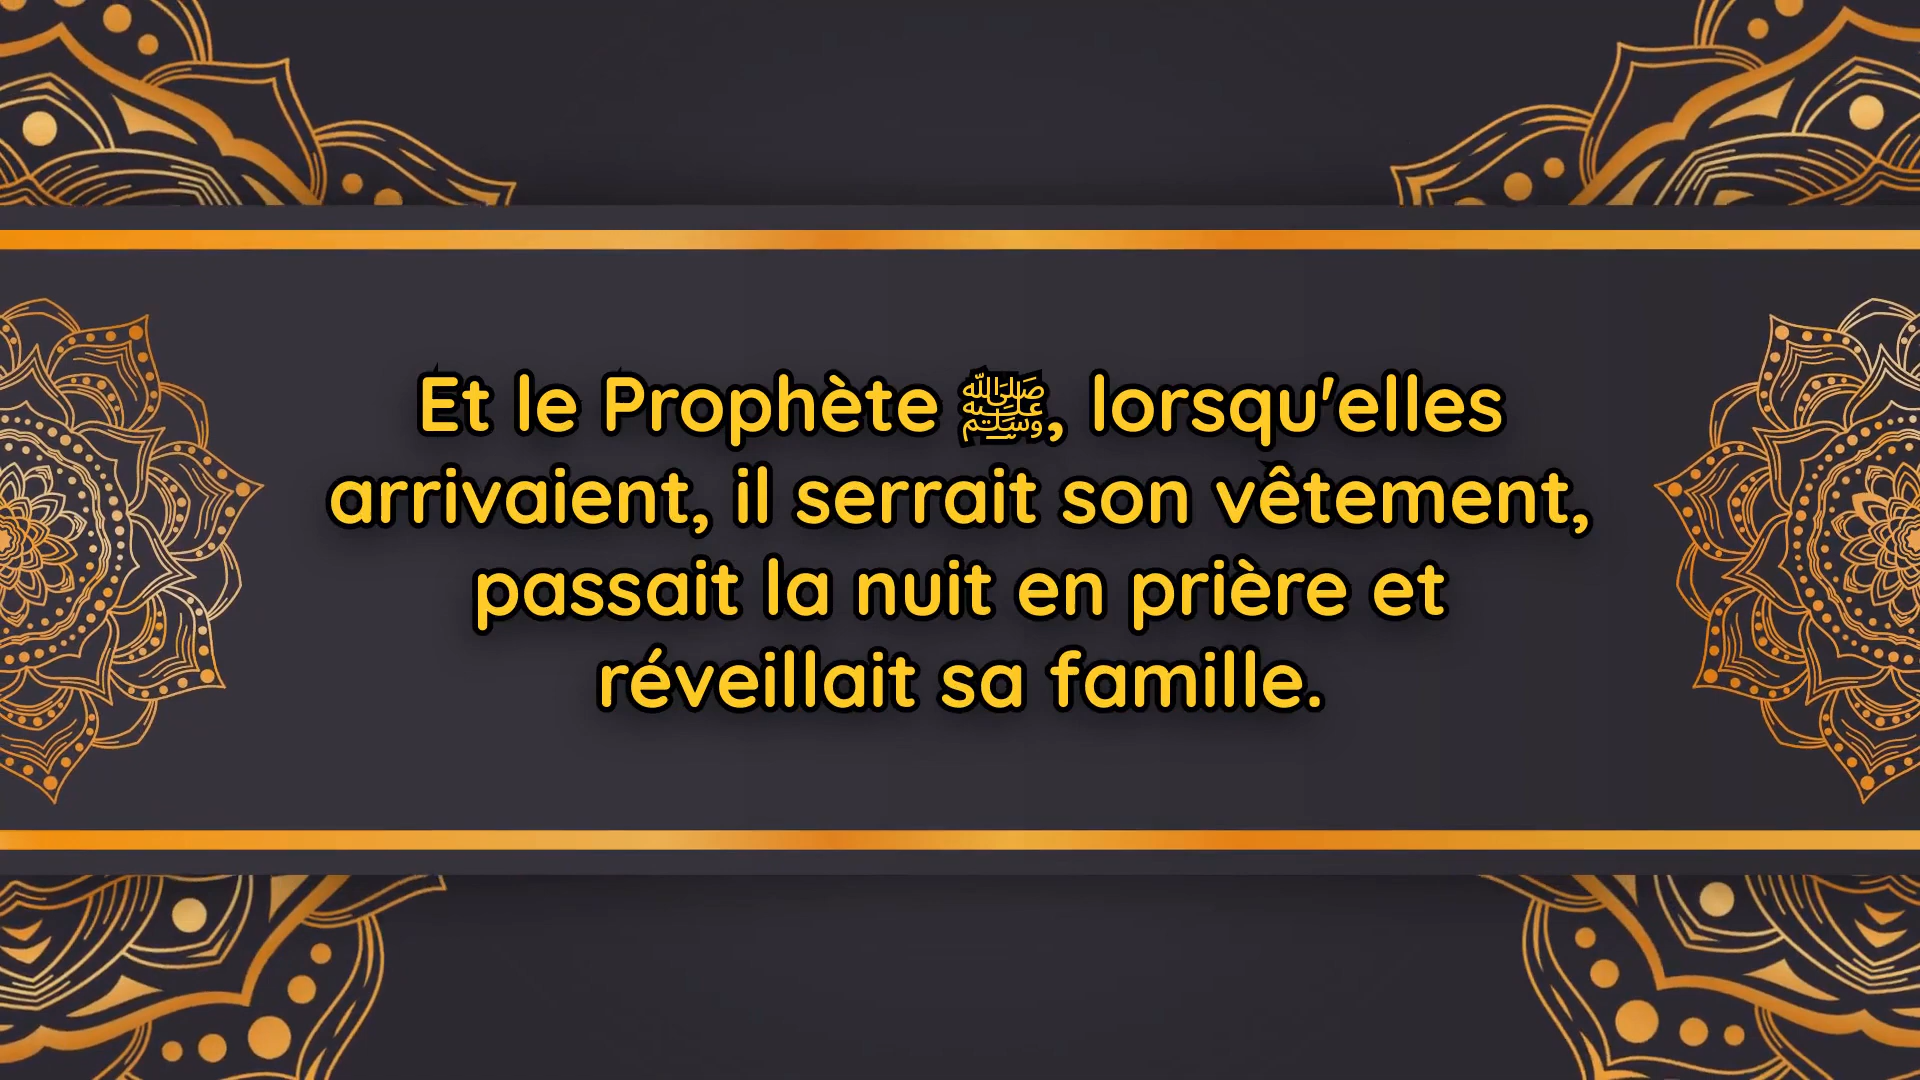 Et le Prophète ﷺ, lorsqu'elles
arrivaient, il serrait son vêtement,
passait la nuit en prière et
réveillait sa famille.